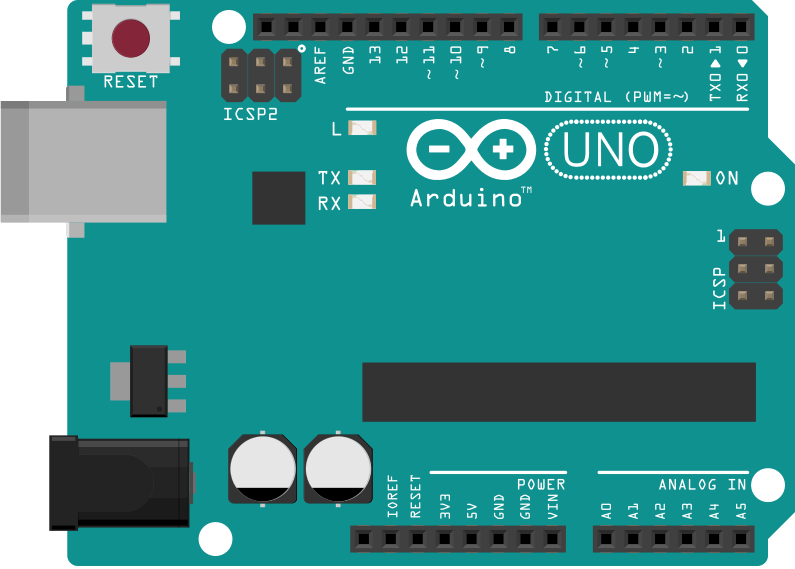 RESET
ICSP2
AREF
GND
13
12
~11
~10
~9
8
7
~6
~5
4
~3
2
TX0▶1
RX0◀0
DIGITAL (PWM=~)
L
TX
RX
UNO
Arduino™
ON
1
ICSP
POWER
ANALOG IN
IOREF
RESET
3V3
5V
GND
GND
VIN
A0
A1
A2
A3
A4
A5